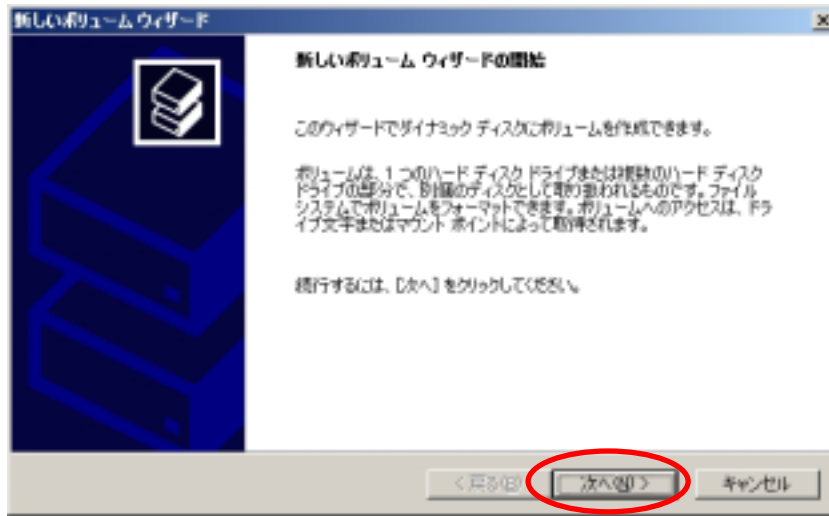 新しいボリューム ウィザード
新しいボリューム ウィザードの開始
このウィザードでダイナミック ディスクにボリュームを作成できます。
ボリュームは、1 つのハード ディスク ドライブまたは複数のハード ディスク
ドライブの部分で、別個のディスクとして取り扱われるものです。ファイル
システムでボリュームをフォーマットできます。ボリュームへのアクセスは、ドラ
イブ文字またはマウント ポイントによって取得されます。
続行するには、[次へ] をクリックしてください。
< 戻る(B) 次へ(N) > キャンセル